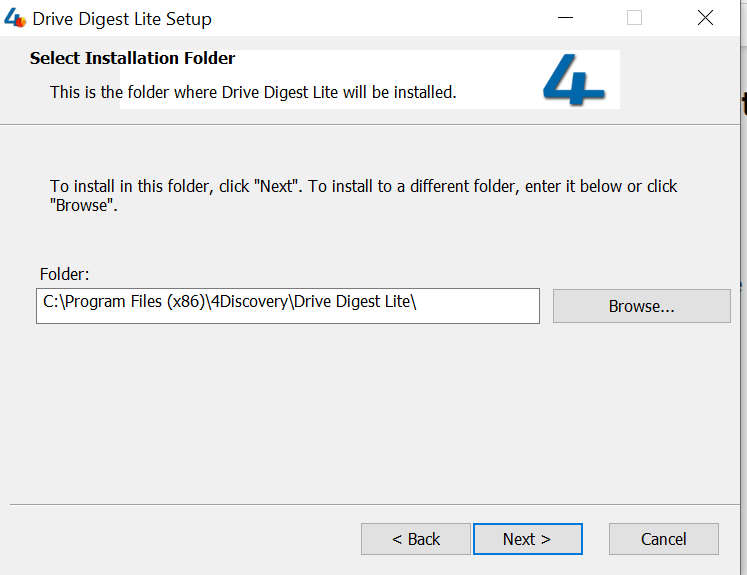 Drive Digest Lite Setup
Select Installation Folder
This is the folder where Drive Digest Lite will be installed.
4
To install in this folder, click "Next". To install to a different folder, enter it below or click
"Browse".
Folder:
C:\Program Files (x86)\4Discovery\Drive Digest Lite\
Browse...
< Back
Next >
Cancel